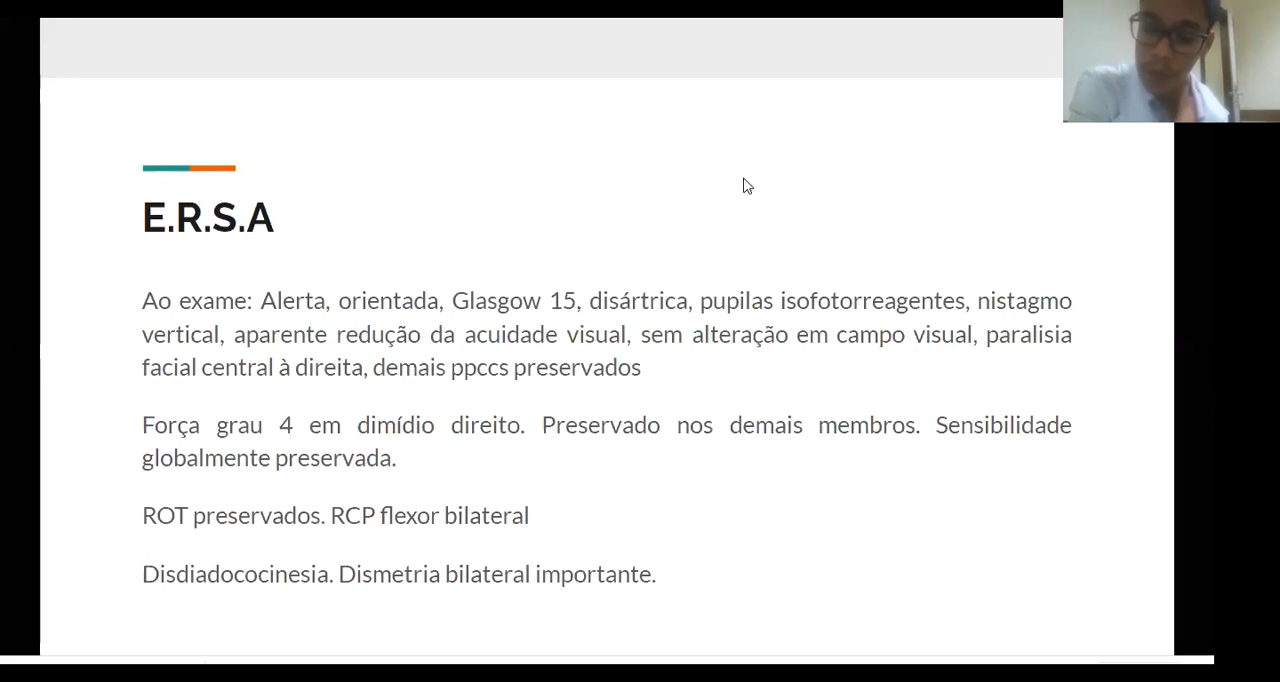 E.R.S.A
Ao exame: Alerta, orientada, Glasgow 15, disártrica, pupilas isofotorreagentes, nistagmo
vertical, aparente redução da acuidade visual, sem alteração em campo visual, paralisia
facial central à direita, demais ppccs preservados
Força grau 4 em dimídio direito. Preservado nos demais membros. Sensibilidade
globalmente preservada.
ROT preservados. RCP flexor bilateral
Disdiadococinesia. Dismetria bilateral importante.